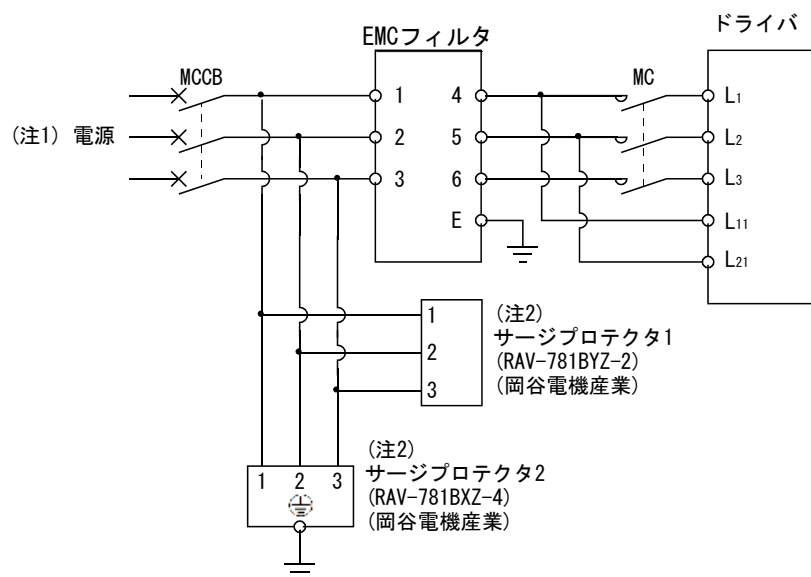 ドライバ
EMCフィルタ
MCCB
MC
1
4
L1
(注1) 電源
2
5
L2
3
6
L3
E
L11
L21
1
2
3
(注2)
サージプロテクタ1
(RAV-781BYZ-2)
(岡谷電機産業)
1 2 3
(注2)
サージプロテクタ2
(RAV-781BXZ-4)
(岡谷電機産業)